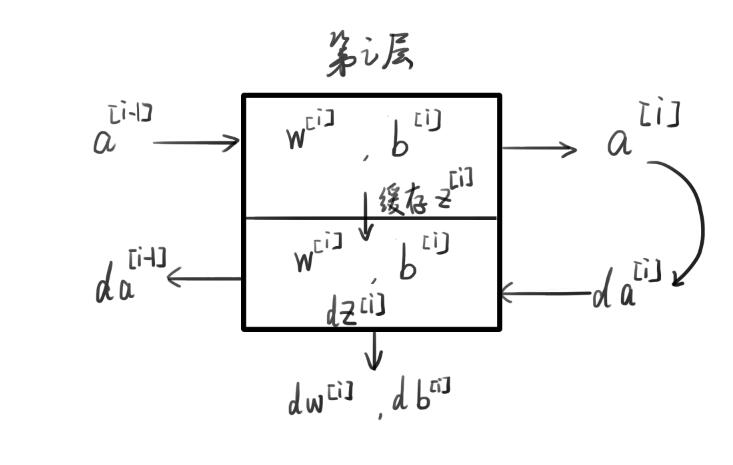 第i层
a^[i-1]
w^[i] , b^[i]
a^[i]
缓存 z^[i]
da^[i-1]
w^[i] , b^[i]
dz^[i]
da^[i]
dw^[i] , db^[i]